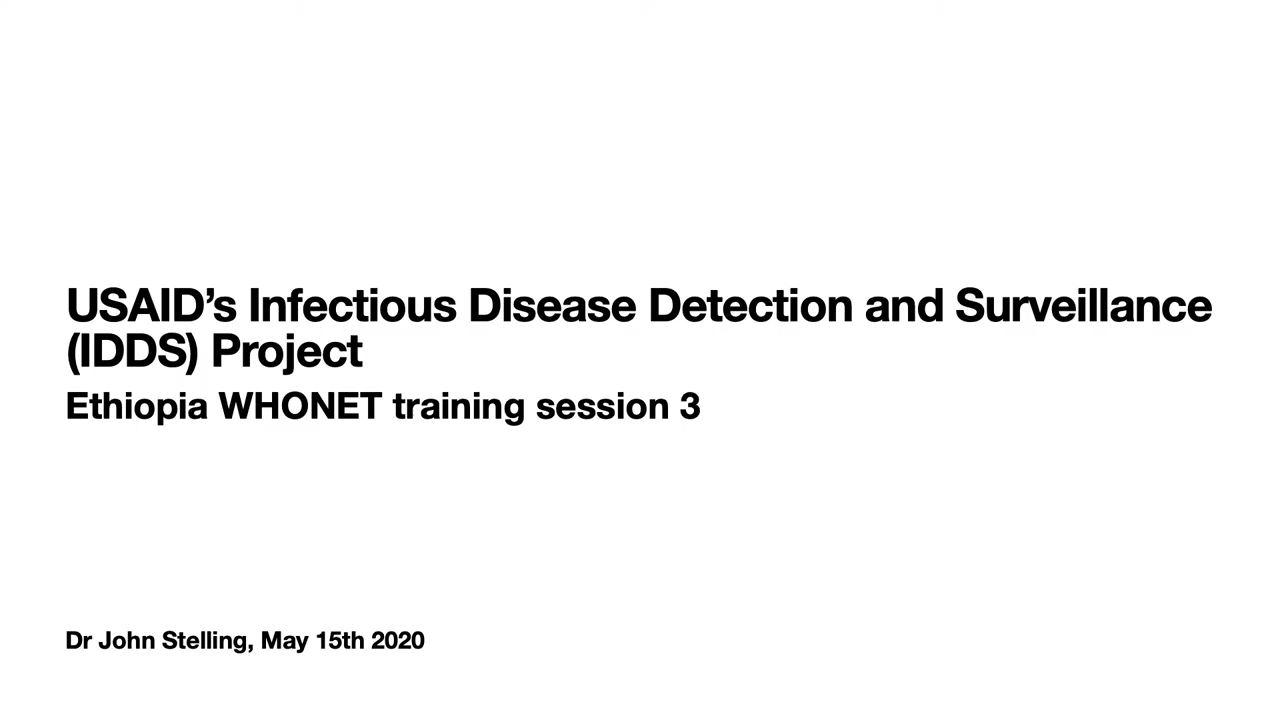 USAID’s Infectious Disease Detection and Surveillance
(IDDS) Project
Ethiopia WHONET training session 3
Dr John Stelling, May 15th 2020